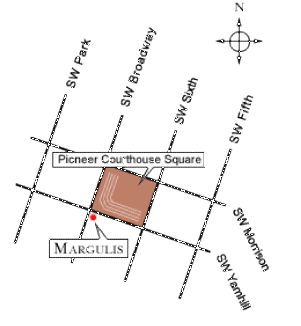 N
SW Park
SW Broadway
SW Sixth
SW Fifth
Pioneer Courthouse Square
SW Morrison
MARGULIS
SW Yamhill